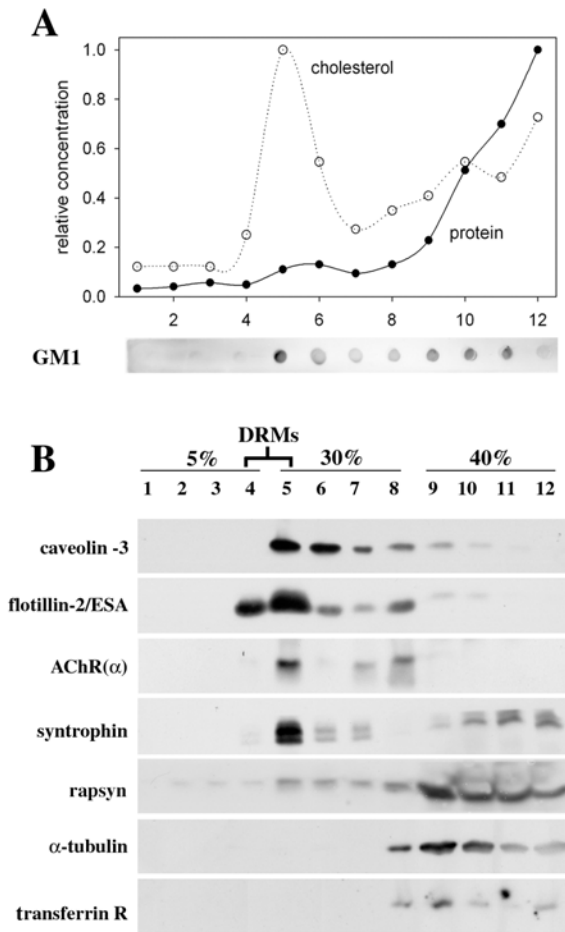 A
1.0
0.8
0.6
0.4
0.2
0.0
relative concentration
cholesterol
protein
2 4 6 8 10 12
GM1
B
DRMs
5% 30% 40%
1 2 3 4 5 6 7 8 9 10 11 12
caveolin -3
flotillin-2/ESA
AChR(α)
syntrophin
rapsyn
α-tubulin
transferrin R